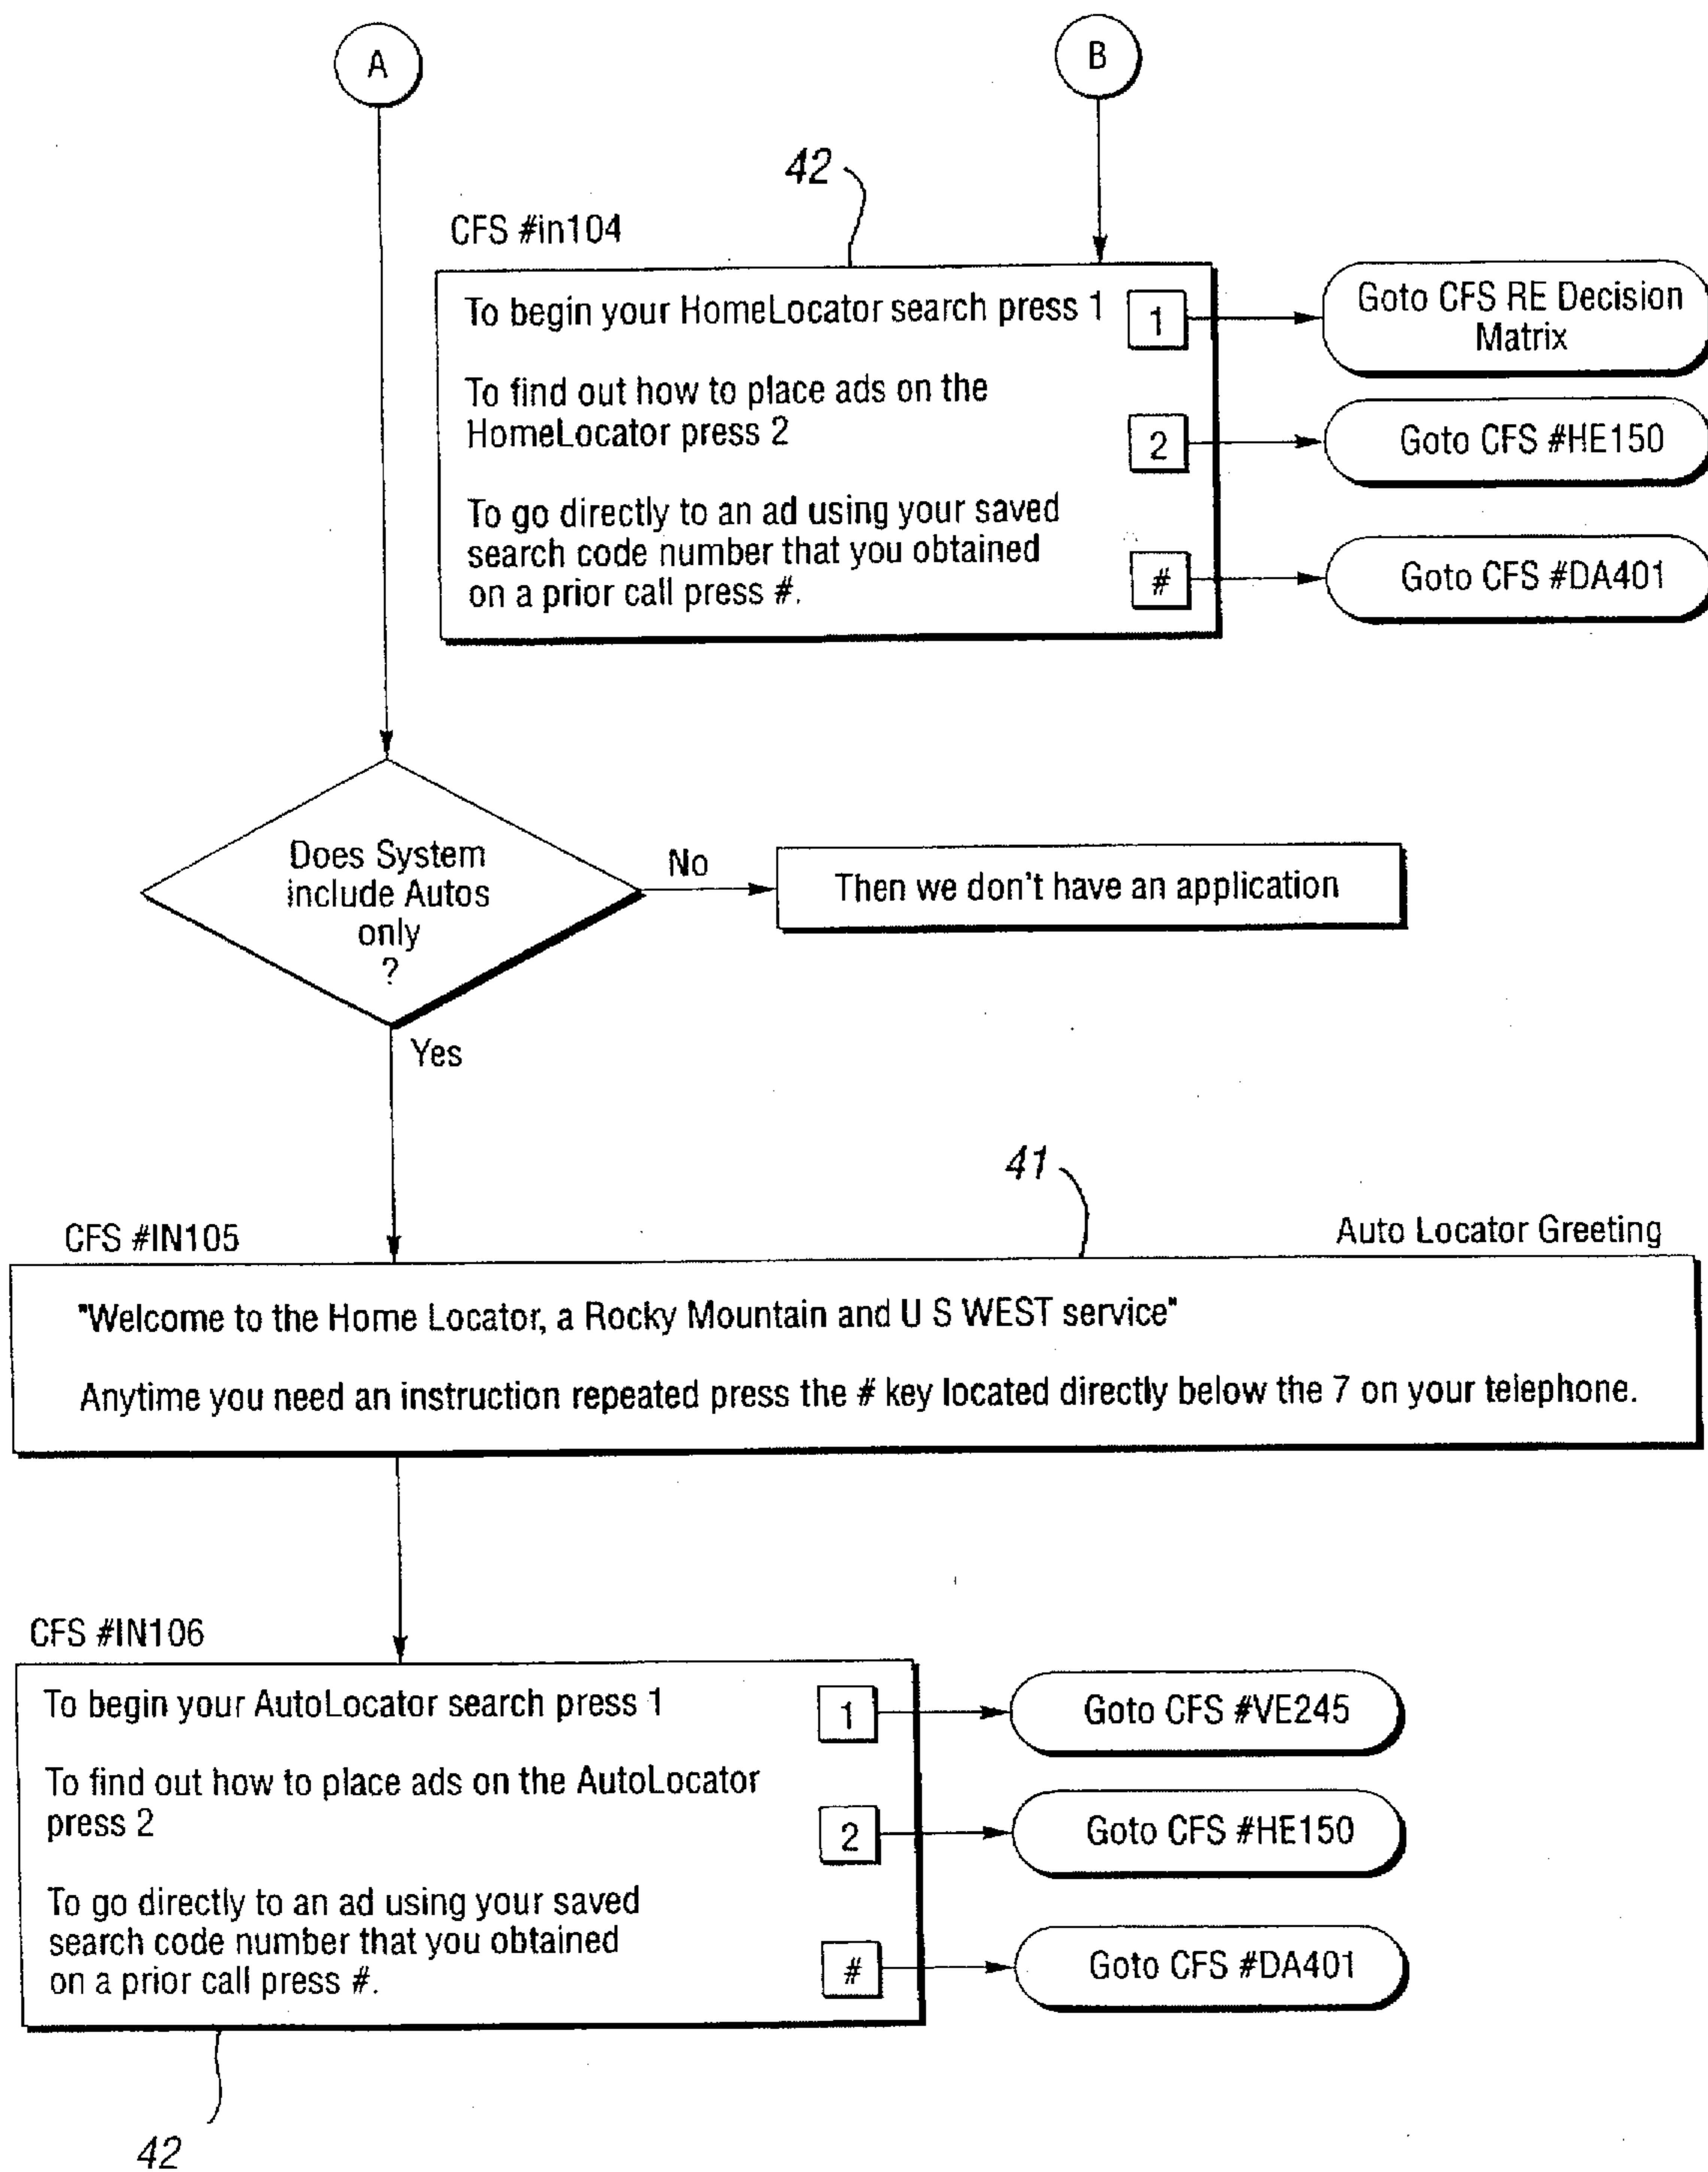 A
B
42
CFS #in104
To begin your HomeLocator search press 1
1
Goto CFS RE Decision
Matrix
To find out how to place ads on the
HomeLocator press 2
2
Goto CFS #HE150
To go directly to an ad using your saved
search code number that you obtained
on a prior call press #.
#
Goto CFS #DA401
Does System
include Autos
only
?
No
Then we don't have an application
Yes
41
CFS #IN105
Auto Locator Greeting
"Welcome to the Home Locator, a Rocky Mountain and U S WEST service"
Anytime you need an instruction repeated press the # key located directly below the 7 on your telephone.
CFS #IN106
To begin your AutoLocator search press 1
1
Goto CFS #VE245
To find out how to place ads on the AutoLocator
press 2
2
Goto CFS #HE150
To go directly to an ad using your saved
search code number that you obtained
on a prior call press #.
#
Goto CFS #DA401
42